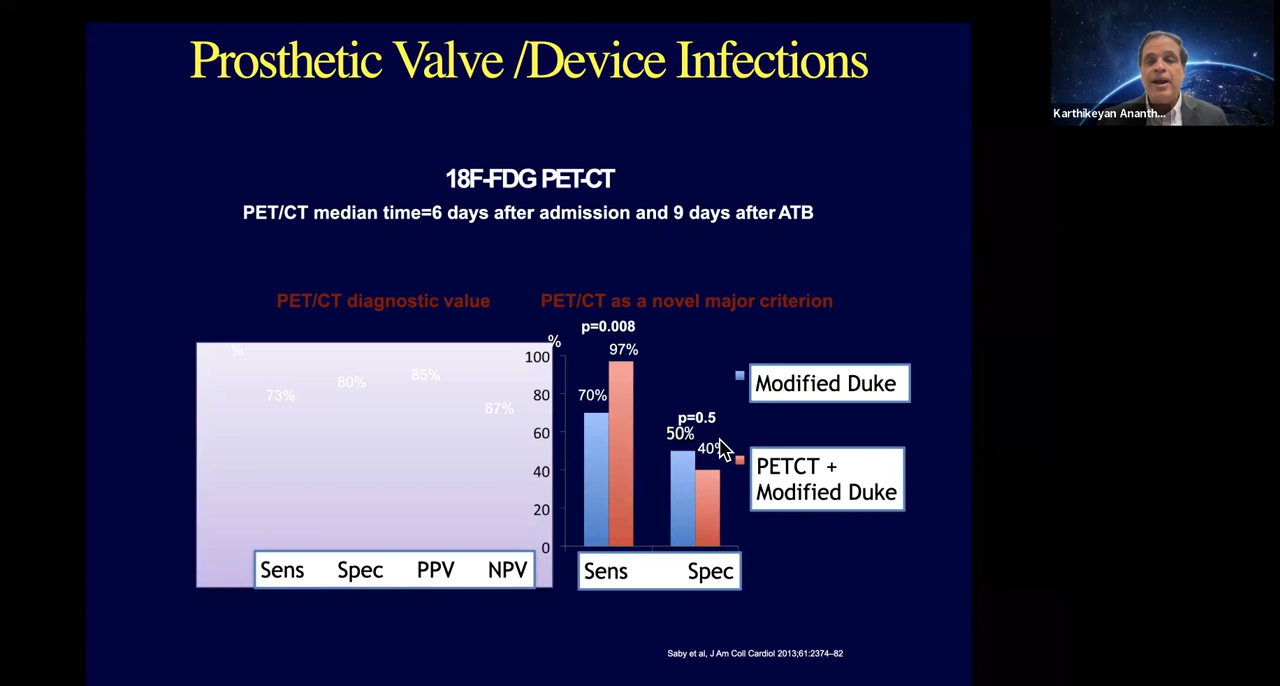 Prosthetic Valve /Device Infections
Karthikeyan Ananth...
18F-FDG PET-CT
PET/CT median time=6 days after admission and 9 days after ATB
PET/CT diagnostic value
PET/CT as a novel major criterion
%
73%
80%
85%
67%
Sens Spec PPV NPV
%
100
80
60
40
20
0
p=0.008
97%
70%
p=0.5
50%
40%
Sens Spec
Modified Duke
PETCT +
Modified Duke
Saby et al, J Am Coll Cardiol 2013;61:2374–82